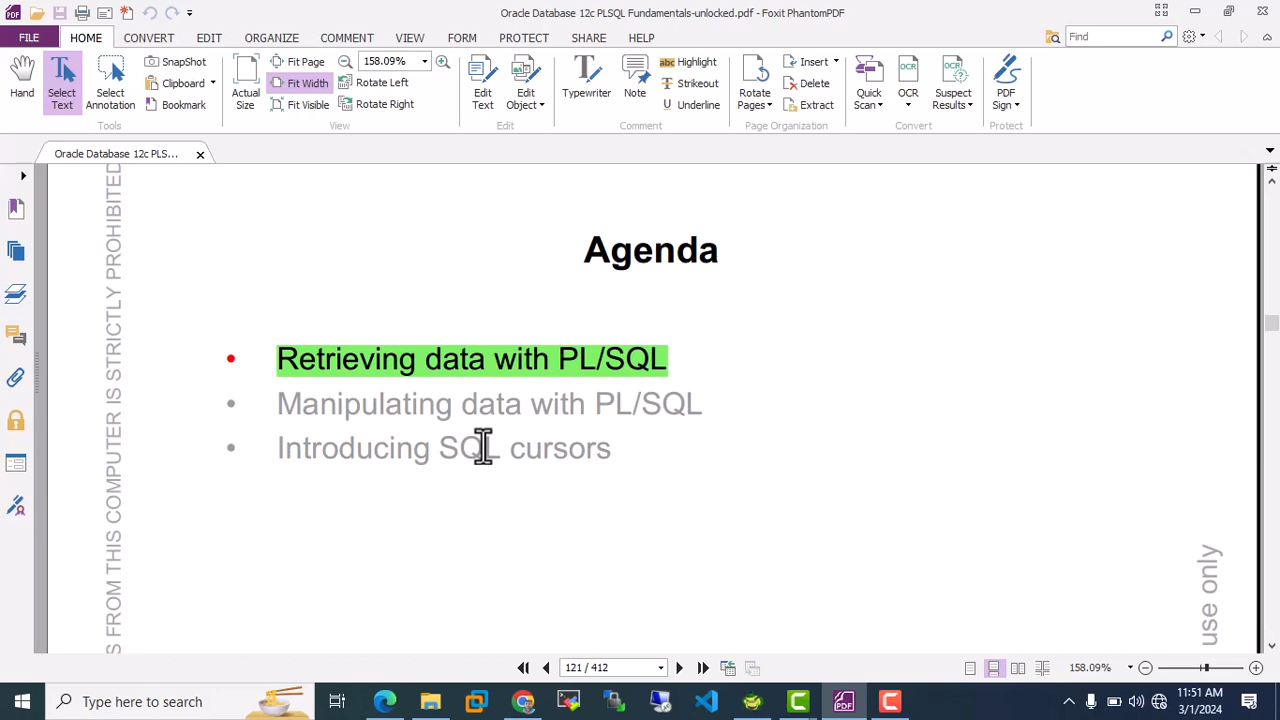 Oracle Database 12c PLSQL Fundamentals-unlocked.pdf - Foxit PhantomPDF
FILE HOME CONVERT EDIT ORGANIZE COMMENT VIEW FORM PROTECT SHARE HELP Find
Hand
Select Text
Select Annotation
SnapShot
Clipboard
Bookmark
Tools
Actual Size
Fit Page
Fit Width
Fit Visible
158.09%
Rotate Left
Rotate Right
View
Edit Text
Edit Object
Edit
Typewriter
Note
Highlight
Strikeout
Underline
Comment
Rotate Pages
Insert
Delete
Extract
Page Organization
Quick Scan
OCR
OCR
Suspect Results
Convert
PDF Sign
Protect
Oracle Database 12c PLS...
S FROM THIS COMPUTER IS STRICTLY PROHIBITED
Agenda
• Retrieving data with PL/SQL
• Manipulating data with PL/SQL
• Introducing SQL cursors
use only
121 / 412
158.09%
Type here to search
11:51 AM
3/1/2024